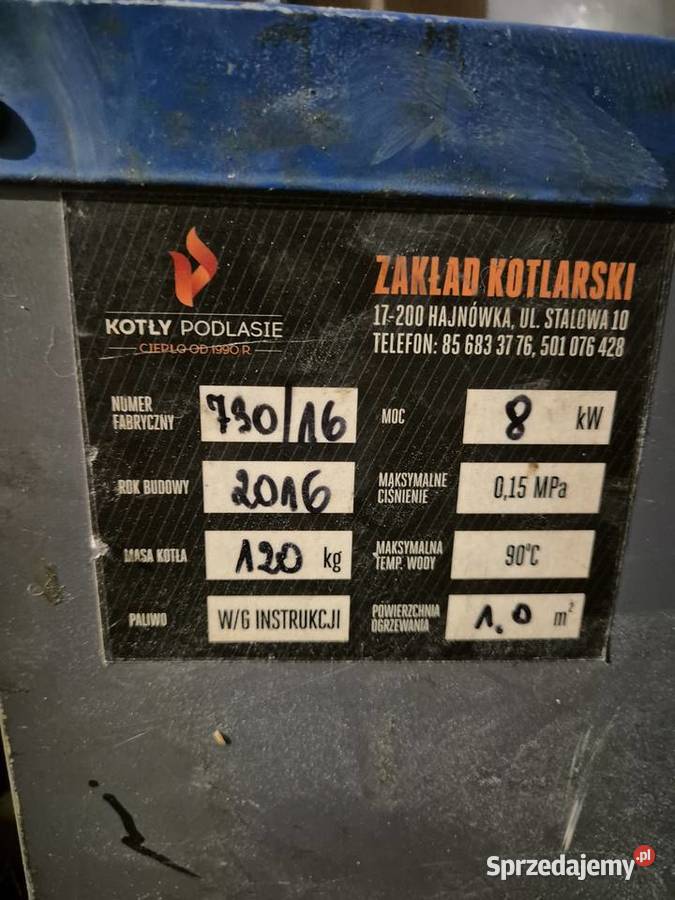 KOTŁY PODLASIE
CIEPŁO OD 1990 R.
ZAKŁAD KOTLARSKI
17-200 HAJNÓWKA, UL. STALOWA 10
TELEFON: 85 683 37 76, 501 076 428
NUMER FABRYCZNY 730/16
MOC 8 kW
ROK BUDOWY 2016
MAKSYMALNE CIŚNIENIE 0,15 MPa
MASA KOTŁA 120 kg
MAKSYMALNA TEMP. WODY 90°C
PALIWO W/G INSTRUKCJI
POWIERZCHNIA OGRZEWANIA 1,0 m²
Sprzedajemy.pl